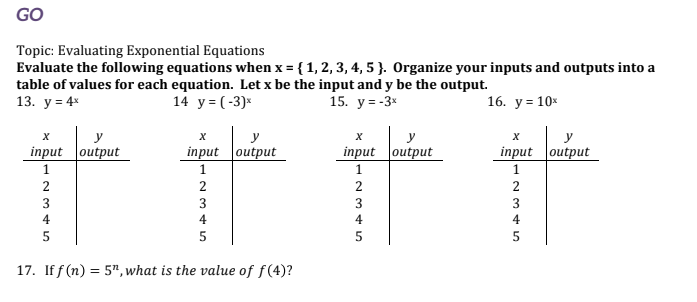 GO
Topic: Evaluating Exponential Equations
Evaluate the following equations when x = { 1, 2, 3, 4, 5 }. Organize your inputs and outputs into a
table of values for each equation. Let x be the input and y be the output.
13. y = 4ˣ 14 y = ( -3)ˣ 15. y = -3ˣ 16. y = 10ˣ
x y x y x y x y
input output input output input output input output
1 1 1 1
2 2 2 2
3 3 3 3
4 4 4 4
5 5 5 5
17. If f(n) = 5ⁿ, what is the value of f(4)?